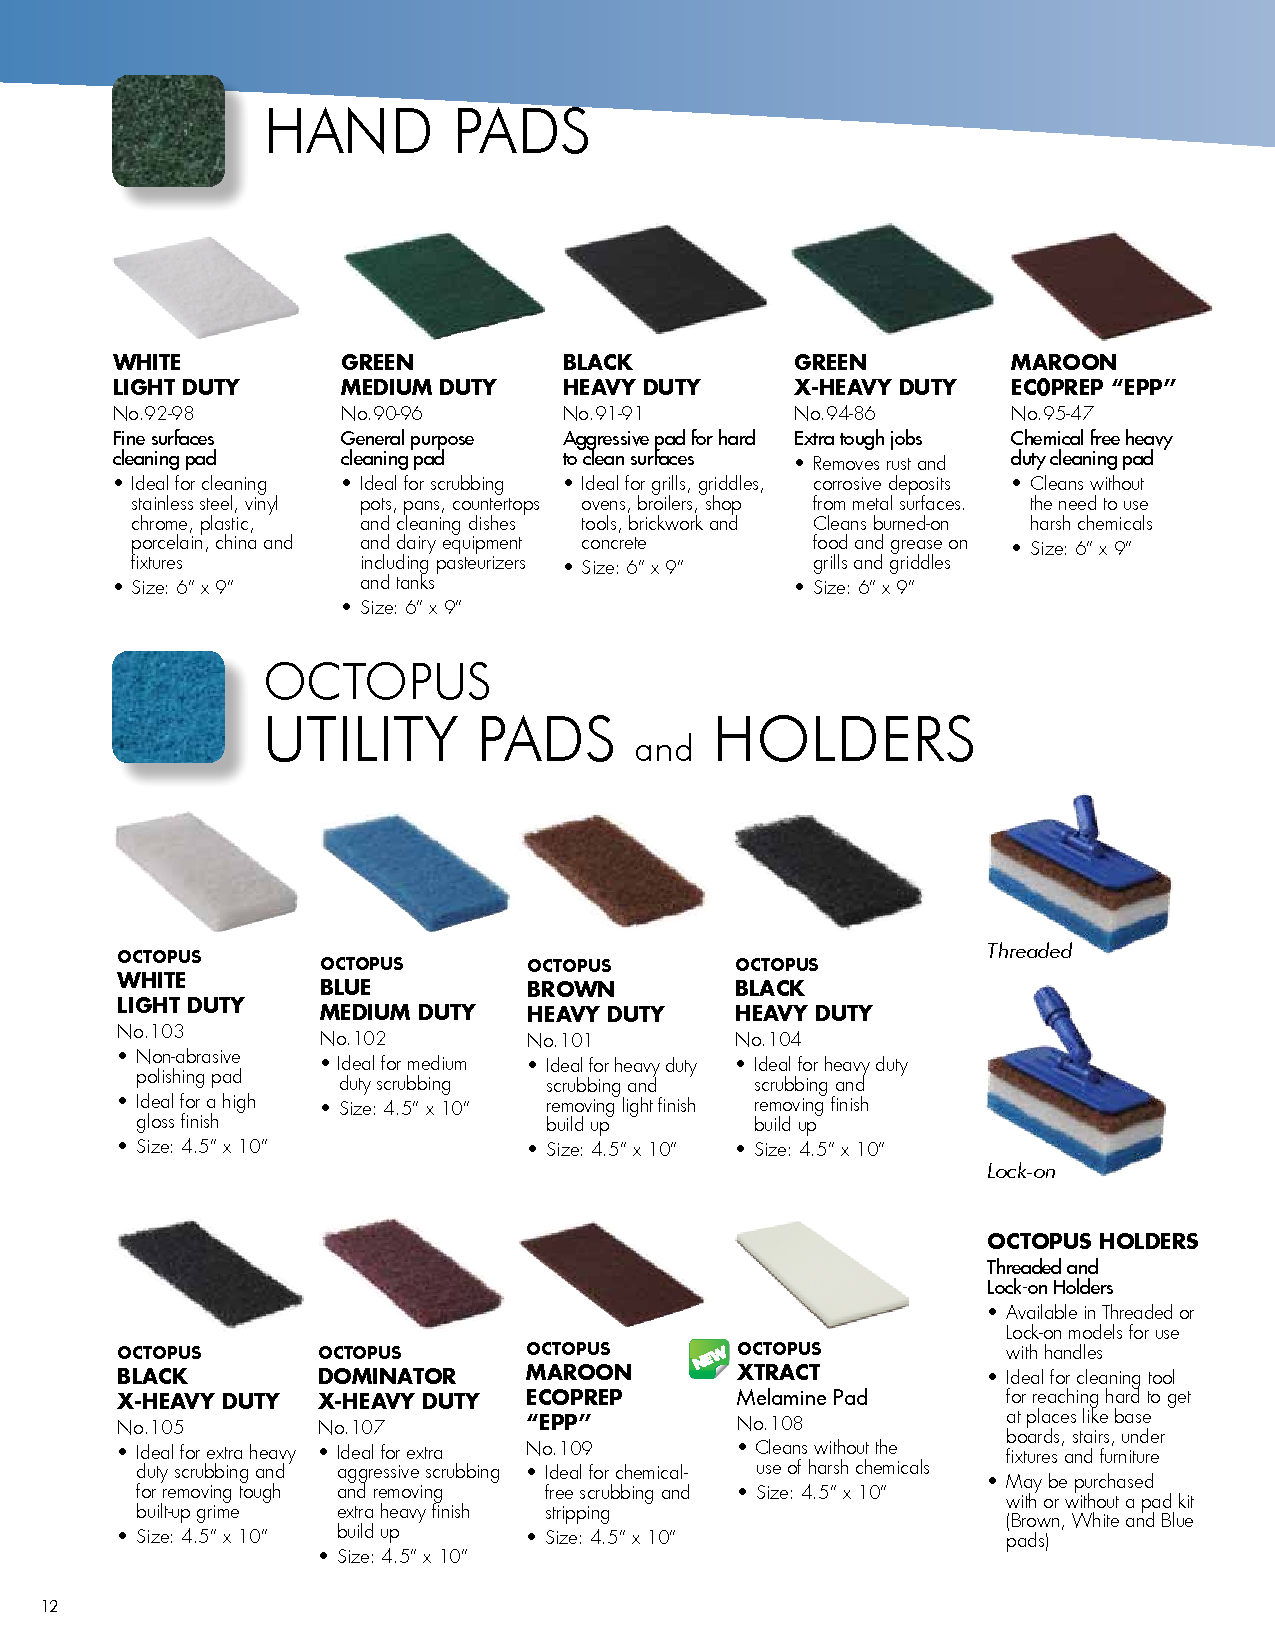 HAND PADS
WHITE
LIGHT DUTY
No.92-98
Fine surfaces
cleaning pad
• Ideal for cleaning
stainless steel, vinyl
chrome, plastic,
porcelain, china and
fixtures
• Size: 6” x 9”
GREEN
MEDIUM DUTY
No.90-96
General purpose
cleaning pad
• Ideal for scrubbing
pots, pans, countertops
and cleaning dishes
and dairy equipment
including pasteurizers
and tanks
• Size: 6” x 9”
BLACK
HEAVY DUTY
No.91-91
Aggressive pad for hard
to clean surfaces
• Ideal for grills, griddles,
ovens, broilers, shop
tools, brickwork and
concrete
• Size: 6” x 9”
GREEN
X-HEAVY DUTY
No.94-86
Extra tough jobs
• Removes rust and
corrosive deposits
from metal surfaces.
Cleans burned-on
food and grease on
grills and griddles
• Size: 6” x 9”
MAROON
EC0PREP “EPP”
No.95-47
Chemical free heavy
duty cleaning pad
• Cleans without
the need to use
harsh chemicals
• Size: 6” x 9”
OCTOPUS
UTILITY PADS and HOLDERS
OCTOPUS
WHITE
LIGHT DUTY
No.103
• Non-abrasive
polishing pad
• Ideal for a high
gloss finish
• Size: 4.5” x 10”
OCTOPUS
BLUE
MEDIUM DUTY
No.102
• Ideal for medium
duty scrubbing
• Size: 4.5” x 10”
OCTOPUS
BROWN
HEAVY DUTY
No.101
• Ideal for heavy duty
scrubbing and
removing light finish
build up
• Size: 4.5” x 10”
OCTOPUS
BLACK
HEAVY DUTY
No.104
• Ideal for heavy duty
scrubbing and
removing finish
build up
• Size: 4.5” x 10”
Threaded
Lock-on
OCTOPUS
BLACK
X-HEAVY DUTY
No.105
• Ideal for extra heavy
duty scrubbing and
for removing tough
built-up grime
• Size: 4.5” x 10”
OCTOPUS
DOMINATOR
X-HEAVY DUTY
No.107
• Ideal for extra
aggressive scrubbing
and removing
extra heavy finish
build up
• Size: 4.5” x 10”
OCTOPUS
MAROON
ECOPREP
“EPP”
No.109
• Ideal for chemical-
free scrubbing and
stripping
• Size: 4.5” x 10”
NEW
OCTOPUS
XTRACT
Melamine Pad
No.108
• Cleans without the
use of harsh chemicals
• Size: 4.5” x 10”
OCTOPUS HOLDERS
Threaded and
Lock-on Holders
• Available in Threaded or
Lock-on models for use
with handles
• Ideal for cleaning tool
for reaching hard to get
at places like base
boards, stairs, under
fixtures and furniture
• May be purchased
with or without a pad kit
(Brown, White and Blue
pads)
12